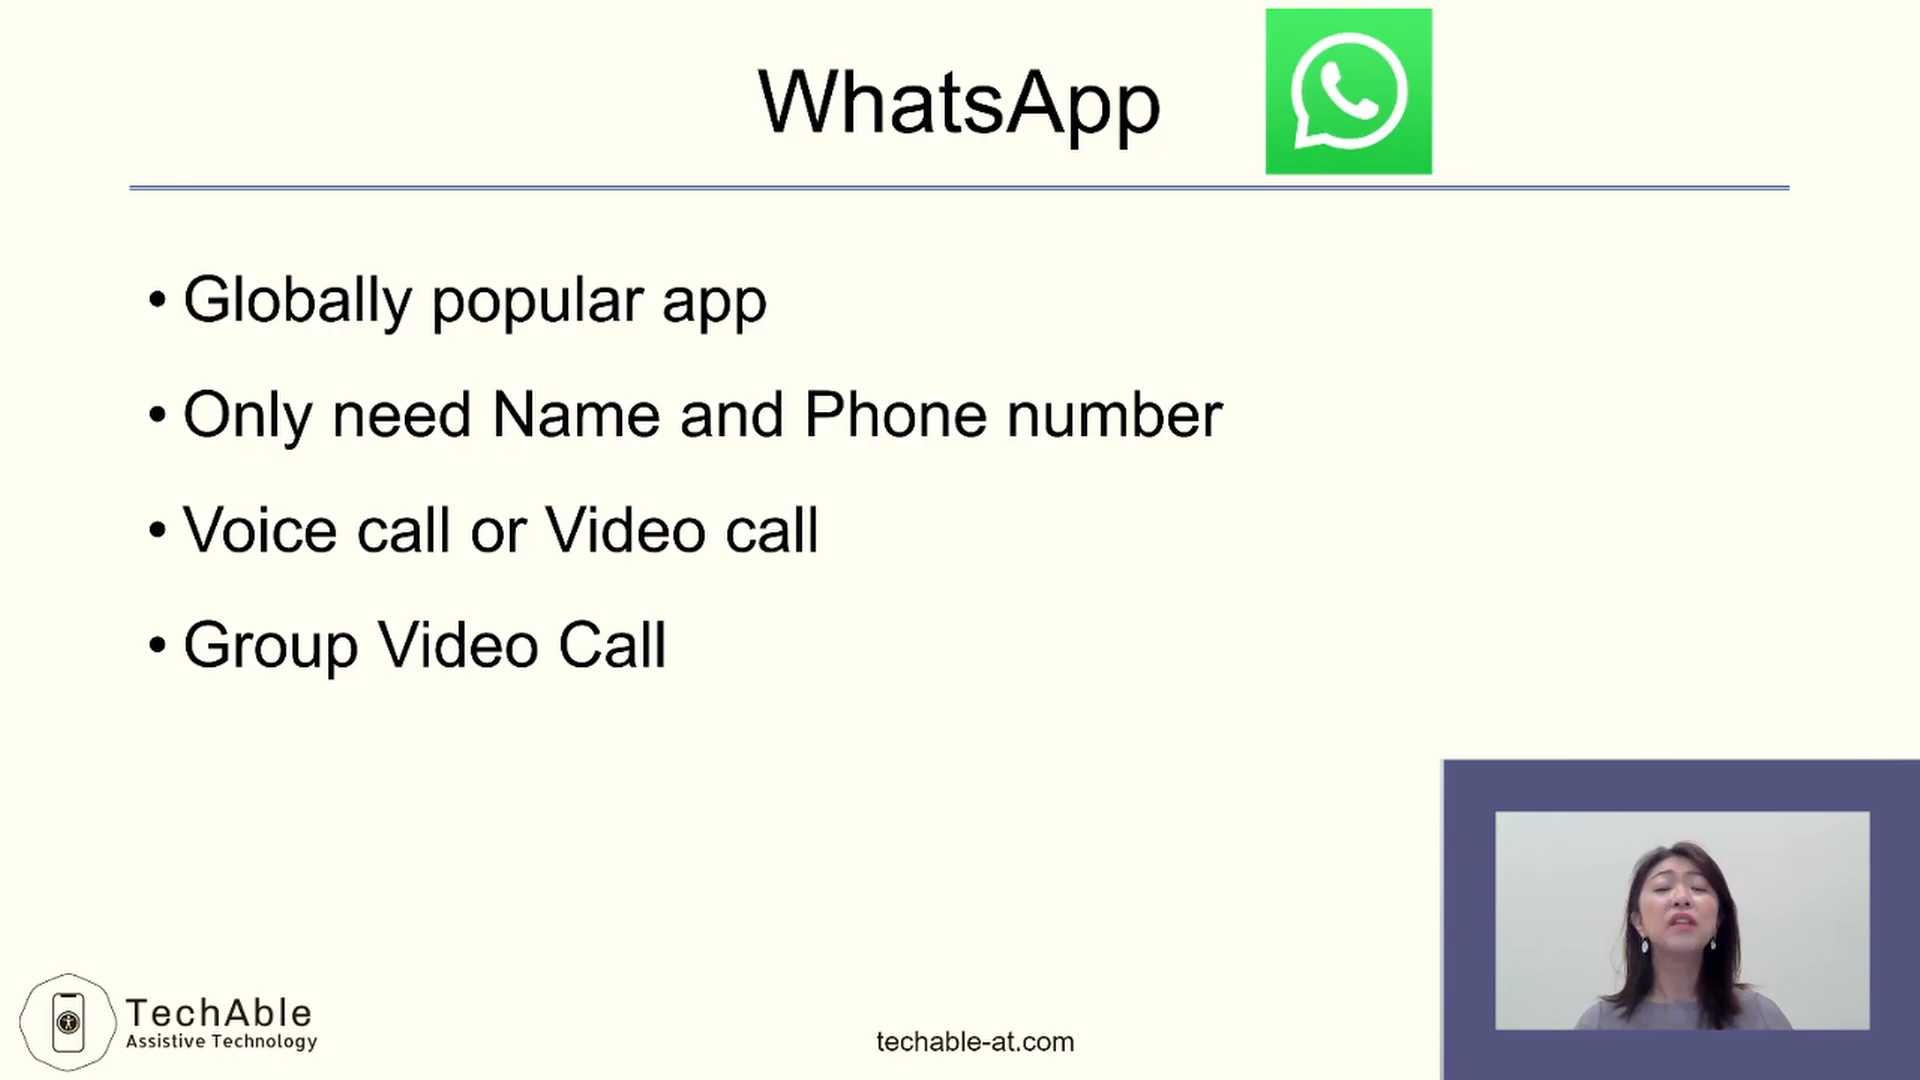 WhatsApp
• Globally popular app
• Only need Name and Phone number
• Voice call or Video call
• Group Video Call
TechAble
Assistive Technology
techable-at.com